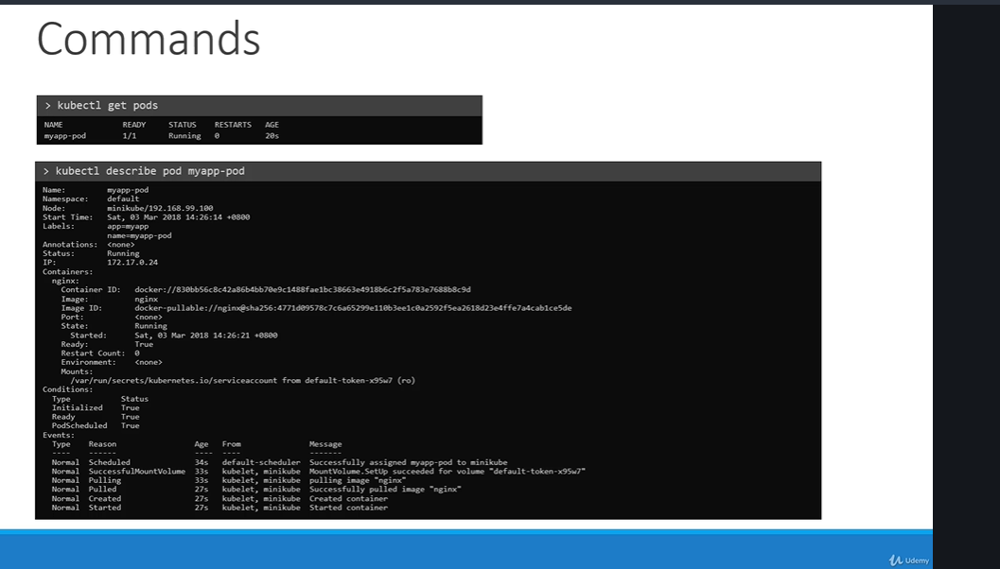 Commands
> kubectl get pods
NAME READY STATUS RESTARTS AGE
myapp-pod 1/1 Running 0 20s
> kubectl describe pod myapp-pod
Name: myapp-pod
Namespace: default
Node: minikube/192.168.99.100
Start Time: Sat, 03 Mar 2018 14:26:14 +0800
Labels: app=myapp
name=myapp-pod
Annotations: <none>
Status: Running
IP: 172.17.0.24
Containers:
nginx:
Container ID: docker://830bb56c8c42a86b4bb70e9c1488fae1bc38663e4918b6c2f5a783e7688b8c9d
Image: nginx
Image ID: docker-pullable://nginx@sha256:4771d09578c7c6a65299e110b3ee1c0a2592f5ea2618d23e4ffe7a4cab1ce5de
Port: <none>
State: Running
Started: Sat, 03 Mar 2018 14:26:21 +0800
Ready: True
Restart Count: 0
Environment: <none>
Mounts:
/var/run/secrets/kubernetes.io/serviceaccount from default-token-x95w7 (ro)
Conditions:
Type Status
Initialized True
Ready True
PodScheduled True
Events:
Type Reason Age From Message
---- ------ ---- ---- -------
Normal Scheduled 34s default-scheduler Successfully assigned myapp-pod to minikube
Normal SuccessfulMountVolume 33s kubelet, minikube MountVolume.SetUp succeeded for volume "default-token-x95w7"
Normal Pulling 33s kubelet, minikube pulling image "nginx"
Normal Pulled 27s kubelet, minikube Successfully pulled image "nginx"
Normal Created 27s kubelet, minikube Created container
Normal Started 27s kubelet, minikube Started container
Udemy